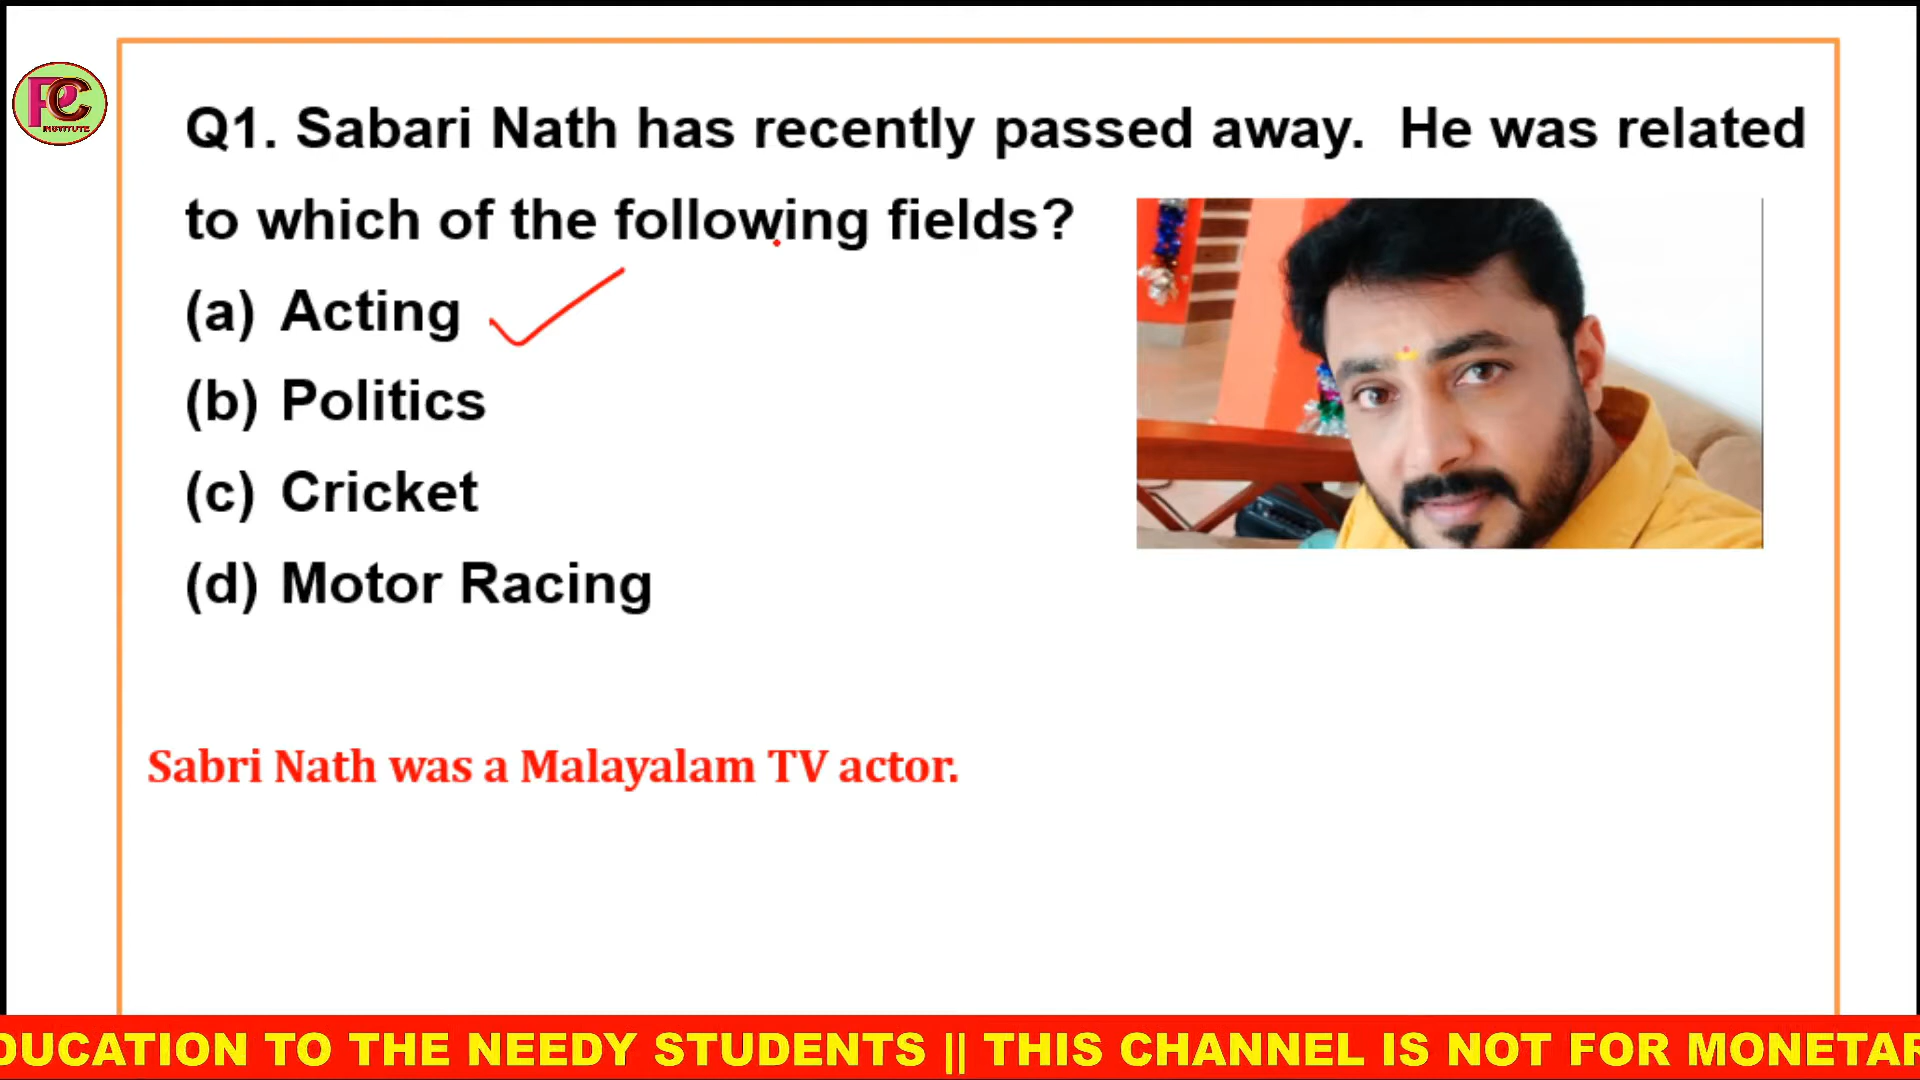 PC
INSTITUTE
Q1. Sabari Nath has recently passed away. He was related
to which of the following fields?
(a) Acting
(b) Politics
(c) Cricket
(d) Motor Racing
Sabri Nath was a Malayalam TV actor.
DUCATION TO THE NEEDY STUDENTS || THIS CHANNEL IS NOT FOR MONETAR